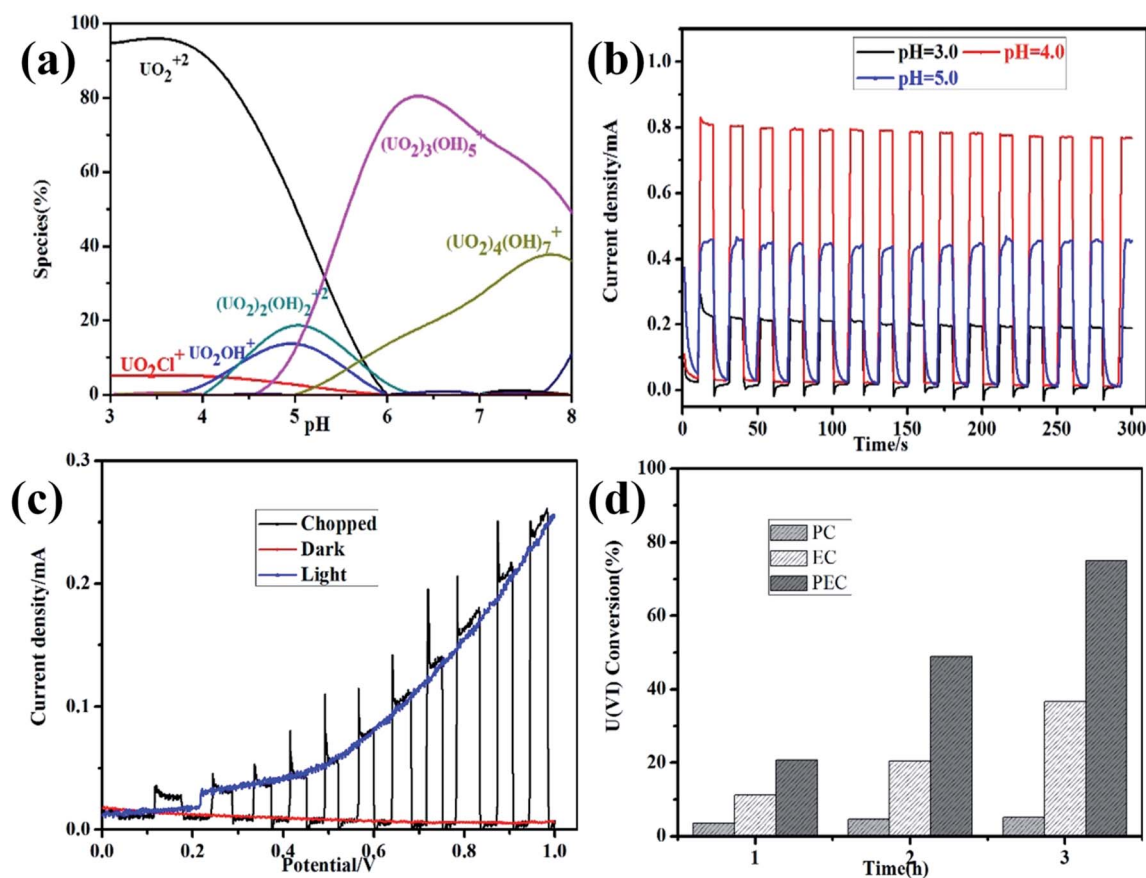 (a)
100
80
60
40
20
0
Species(%)
UO2+2
(UO2)3(OH)5+
(UO2)4(OH)7+
(UO2)2(OH)2+2
UO2Cl+
UO2OH+
3 4 5 6 7 8
pH
(b)
1.0
0.8
0.6
0.4
0.2
0.0
Current density/mA
pH=3.0 pH=4.0
pH=5.0
0 50 100 150 200 250 300
Time/s
(c)
0.3
0.2
0.1
0.0
Current density/mA
Chopped
Dark
Light
0.0 0.2 0.4 0.6 0.8 1.0
Potential/V
(d)
100
80
60
40
20
0
U(VI) Conversion(%)
PC
EC
PEC
1 2 3
Time(h)